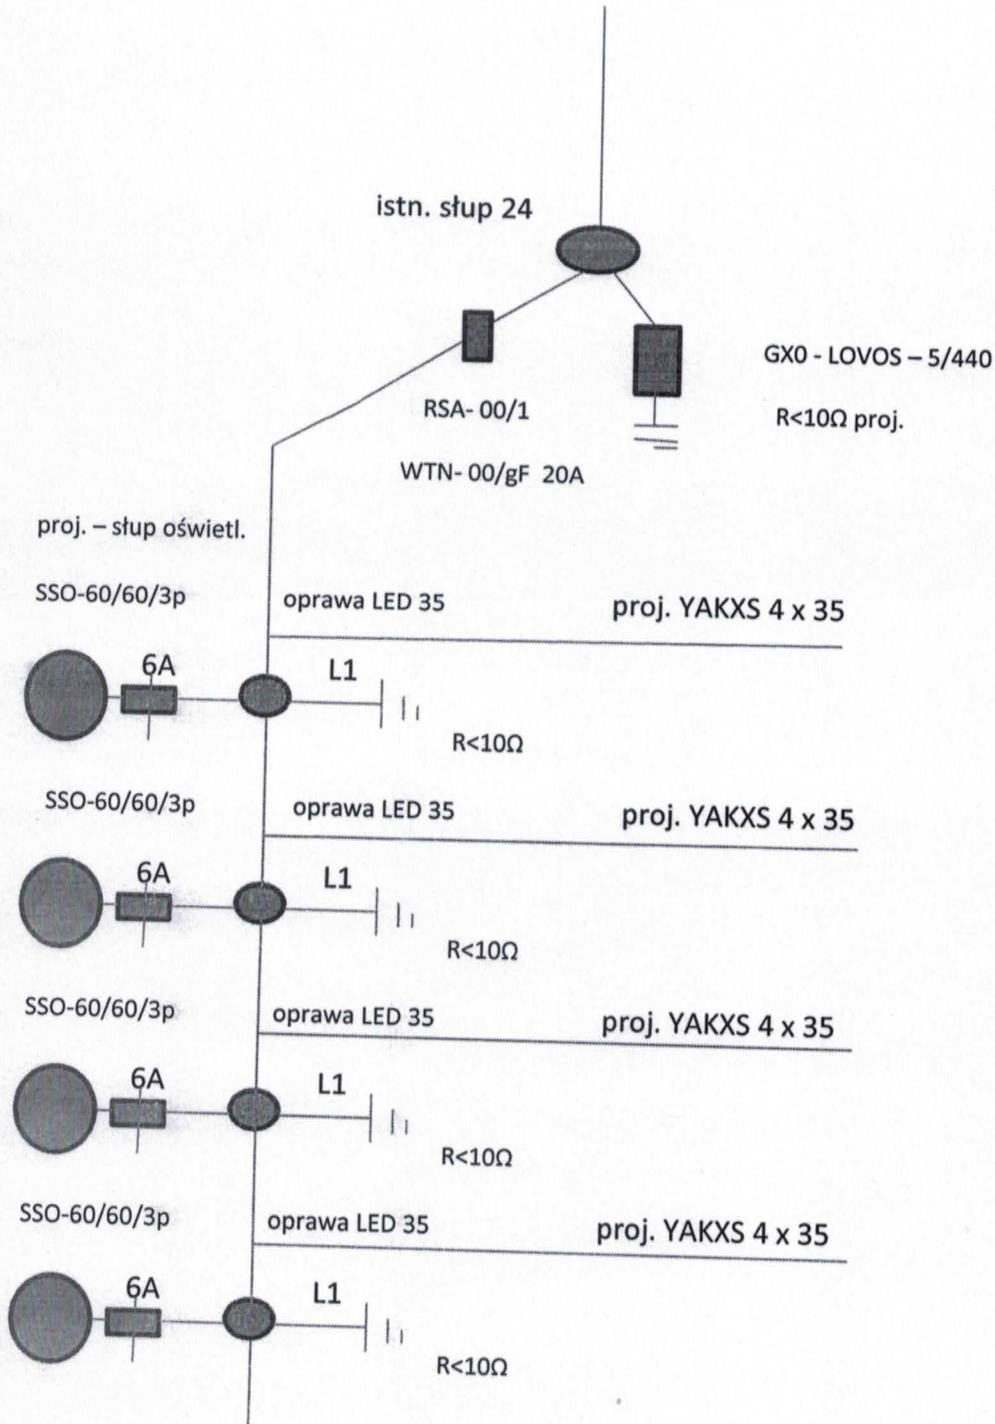 istn. słup 24
GX0 - LOVOS – 5/440
RSA- 00/1
R<10Ω proj.
WTN- 00/gF 20A
proj. – słup oświetl.
SSO-60/60/3p
oprawa LED 35
proj. YAKXS 4 x 35
6A
L1
R<10Ω
SSO-60/60/3p
oprawa LED 35
proj. YAKXS 4 x 35
6A
L1
R<10Ω
SSO-60/60/3p
oprawa LED 35
proj. YAKXS 4 x 35
6A
L1
R<10Ω
SSO-60/60/3p
oprawa LED 35
proj. YAKXS 4 x 35
6A
L1
R<10Ω